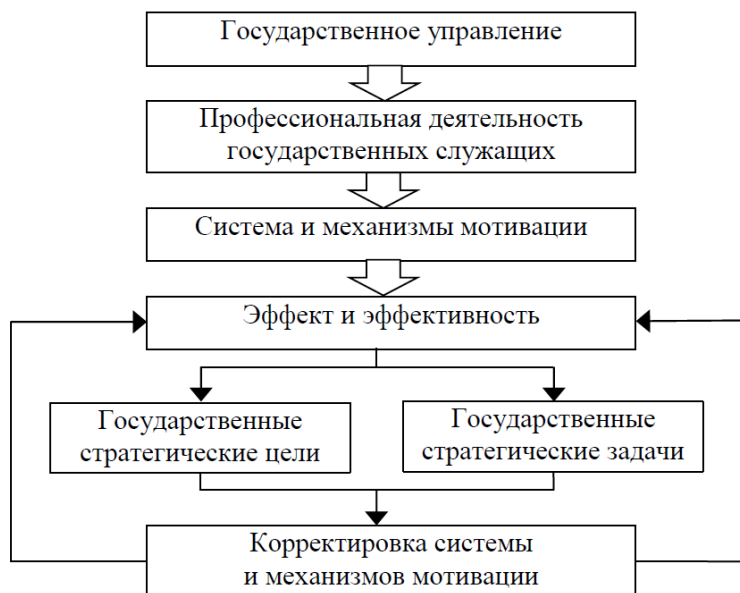 Государственное управление
Профессиональная деятельность
государственных служащих
Система и механизмы мотивации
Эффект и эффективность
Государственные
стратегические цели
Государственные
стратегические задачи
Корректировка системы
и механизмов мотивации